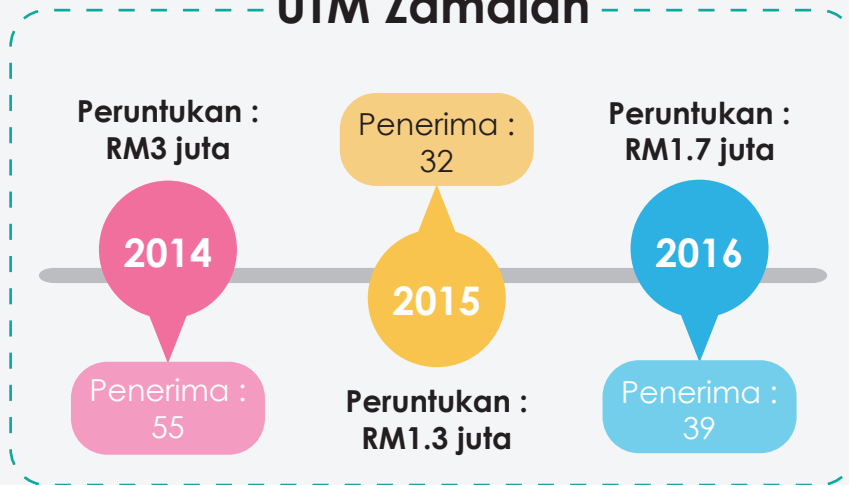 UTM Zamalah
Peruntukan :
RM3 juta
2014
Penerima :
55
Penerima :
32
2015
Peruntukan :
RM1.3 juta
Peruntukan :
RM1.7 juta
2016
Penerima :
39